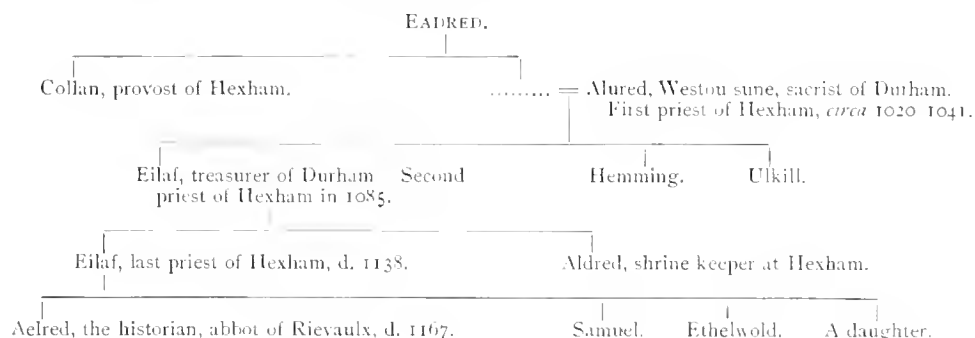 EADRED.
Collan, provost of Hexham.
......... = Alured, Westou sune, sacrist of Durham.
First priest of Hexham, circa 1020 1041.
Eilaf, treasurer of Durham Second
priest of Hexham in 1085.
Hemming.
Ulkill.
Eilaf, last priest of Hexham, d. 1138.
Aldred, shrine keeper at Hexham.
Aelred, the historian, abbot of Rievaulx, d. 1167.
Samuel.
Ethelwold.
A daughter.